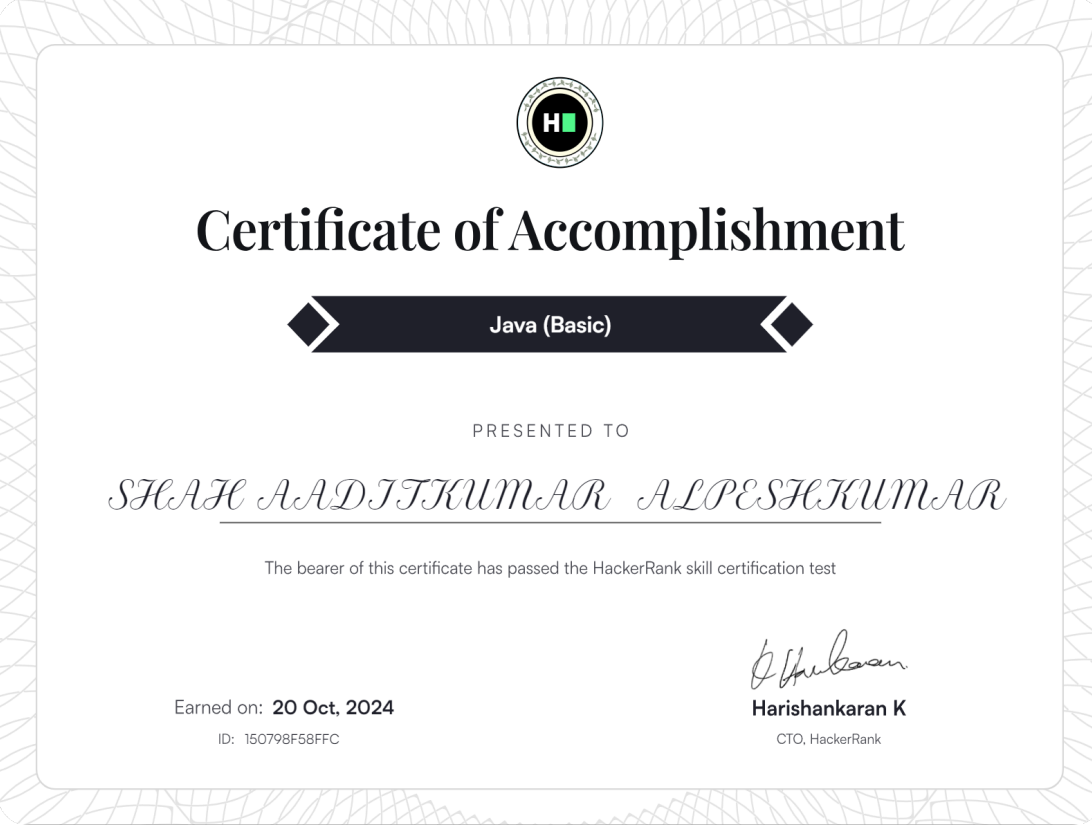 H
Certificate of Accomplishment
Java (Basic)
PRESENTED TO
SHAH AADITKUMAR ALPESHKUMAR
The bearer of this certificate has passed the HackerRank skill certification test
Earned on: 20 Oct, 2024
ID: 150798F58FFC
Harishankaran K
CTO, HackerRank